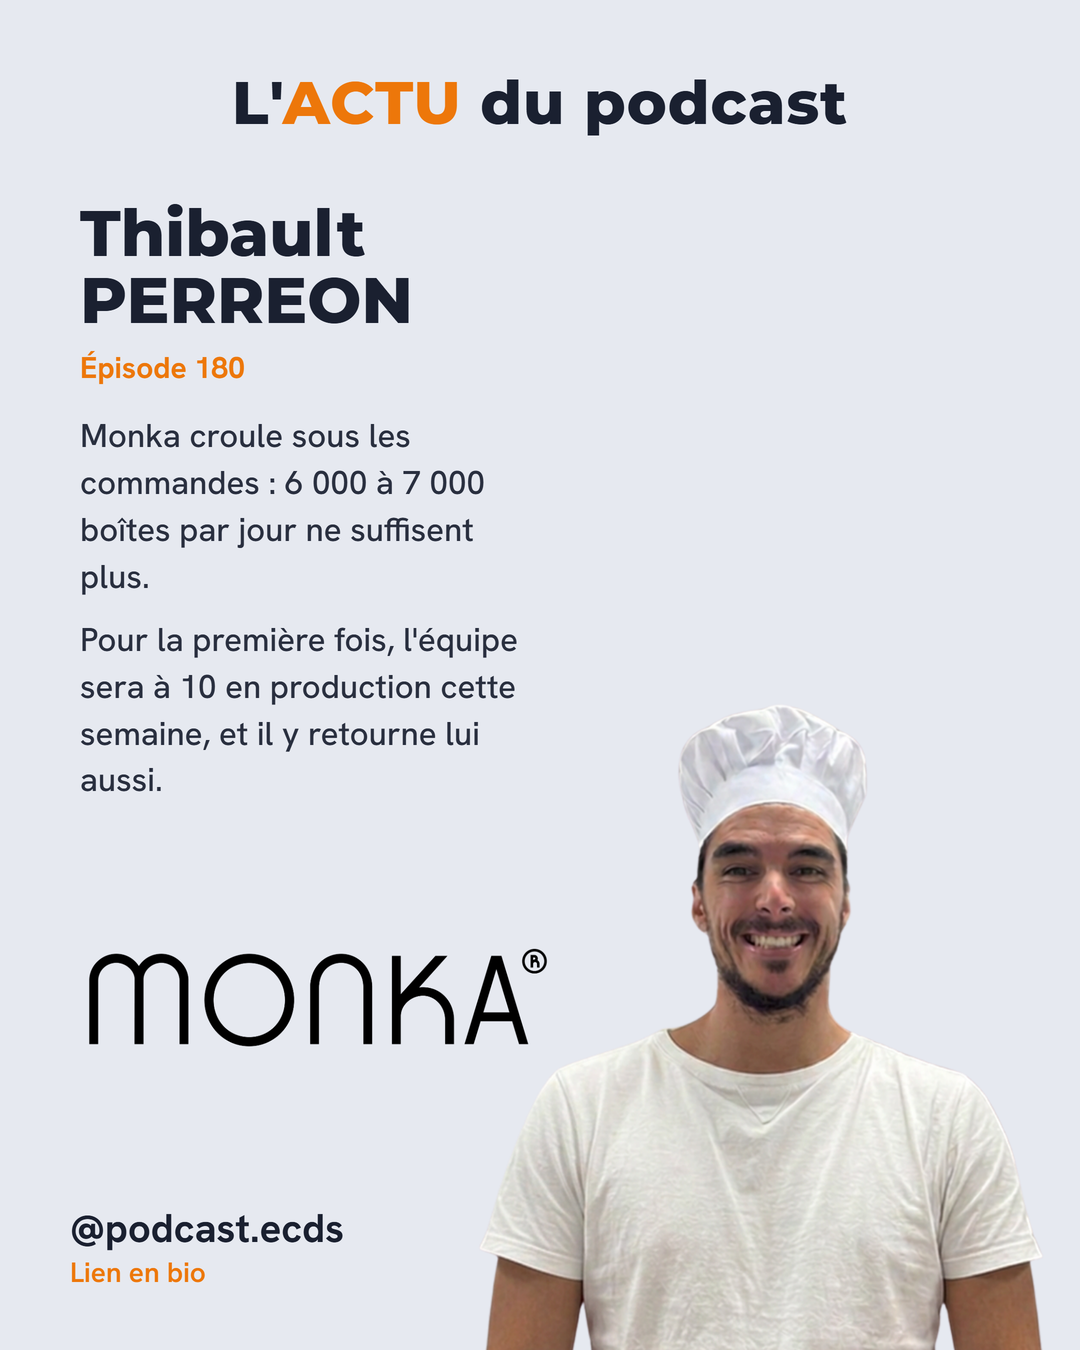 L'ACTU du podcast
Thibault
PERREON
Épisode 180
Monka croule sous les
commandes : 6 000 à 7 000
boîtes par jour ne suffisent
plus.
Pour la première fois, l'équipe
sera à 10 en production cette
semaine, et il y retourne lui
aussi.
MONKA®
@podcast.ecds
Lien en bio